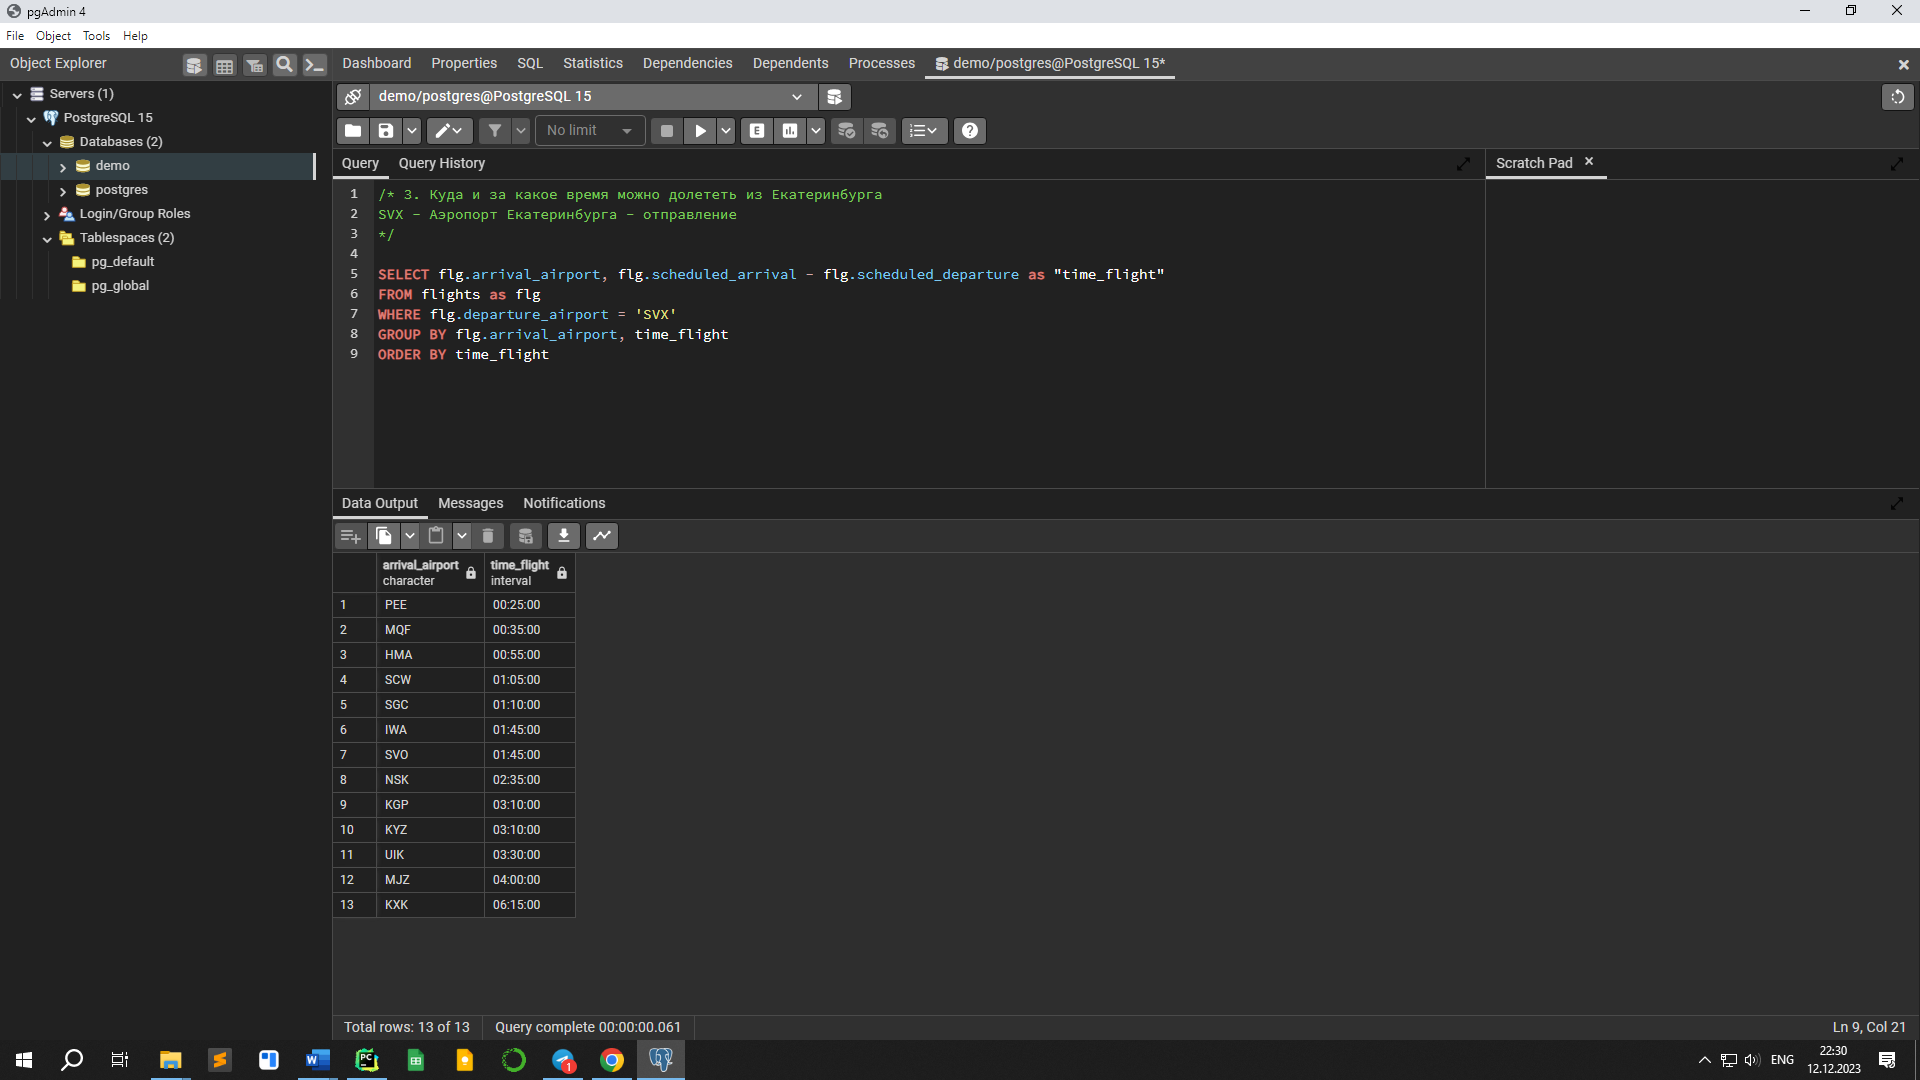 pgAdmin 4
File Object Tools Help
Object Explorer
Dashboard Properties SQL Statistics Dependencies Dependents Processes demo/postgres@PostgreSQL 15*
Servers (1)
PostgreSQL 15
Databases (2)
demo
postgres
Login/Group Roles
Tablespaces (2)
pg_default
pg_global
demo/postgres@PostgreSQL 15
No limit
Query Query History
Scratch Pad
1 /* 3. Куда и за какое время можно долететь из Екатеринбурга
2 SVX - Аэропорт Екатеринбурга - отправление
3 */
4
5 SELECT flg.arrival_airport, flg.scheduled_arrival - flg.scheduled_departure as "time_flight"
6 FROM flights as flg
7 WHERE flg.departure_airport = 'SVX'
8 GROUP BY flg.arrival_airport, time_flight
9 ORDER BY time_flight
Data Output Messages Notifications
arrival_airport time_flight
character interval
1 PEE 00:25:00
2 MQF 00:35:00
3 HMA 00:55:00
4 SCW 01:05:00
5 SGC 01:10:00
6 IWA 01:45:00
7 SVO 01:45:00
8 NSK 02:35:00
9 KGP 03:10:00
10 KYZ 03:10:00
11 UIK 03:30:00
12 MJZ 04:00:00
13 KXK 06:15:00
Total rows: 13 of 13 Query complete 00:00:00.061 Ln 9, Col 21
ENG
22:30
12.12.2023